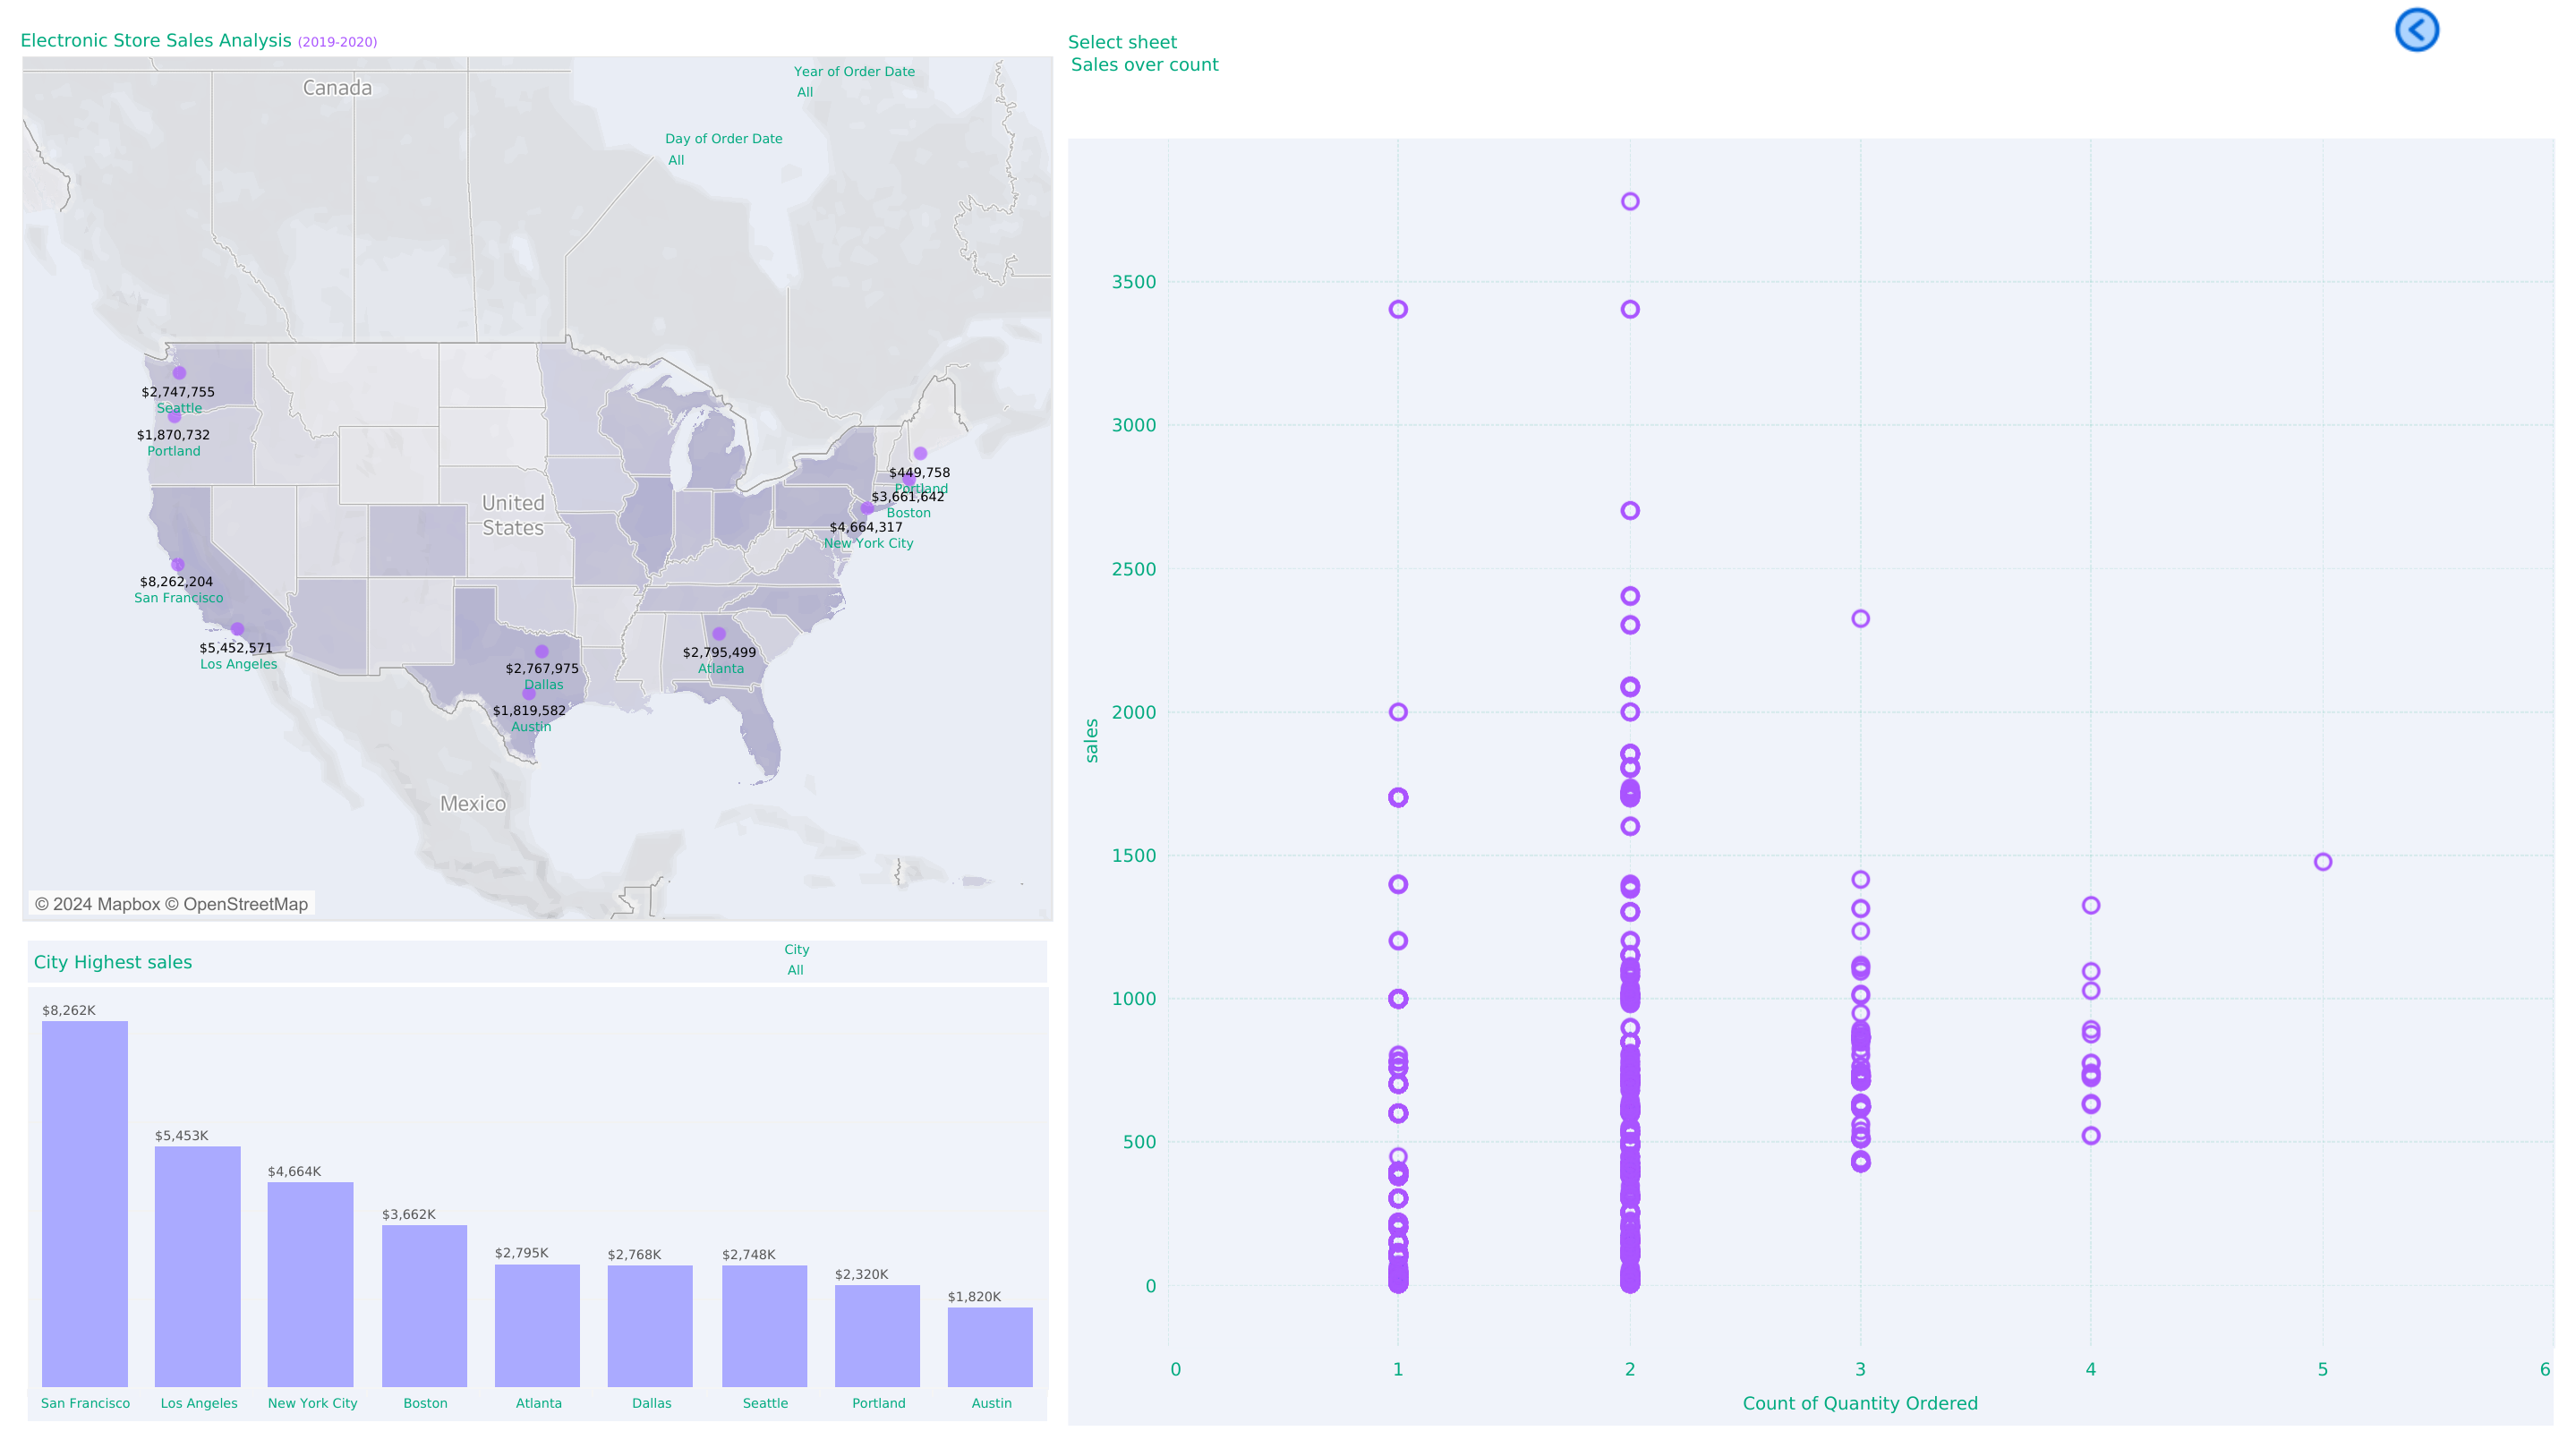 Electronic Store Sales Analysis (2019-2020)
Canada
Year of Order Date
All
Day of Order Date
All
$2,747,755
Seattle
$1,870,732
Portland
$449,758
Portland
$3,661,642
Boston
United
States
$4,664,317
New York City
$8,262,204
San Francisco
$5,452,571
Los Angeles
$2,795,499
Atlanta
$2,767,975
Dallas
$1,819,582
Austin
Mexico
© 2024 Mapbox © OpenStreetMap
City Highest sales
City
All
$8,262K
$5,453K
$4,664K
$3,662K
$2,795K
$2,768K
$2,748K
$2,320K
$1,820K
San Francisco
Los Angeles
New York City
Boston
Atlanta
Dallas
Seattle
Portland
Austin
Select sheet
Sales over count
3500
3000
2500
2000
1500
1000
500
0
sales
0 1 2 3 4 5 6
Count of Quantity Ordered